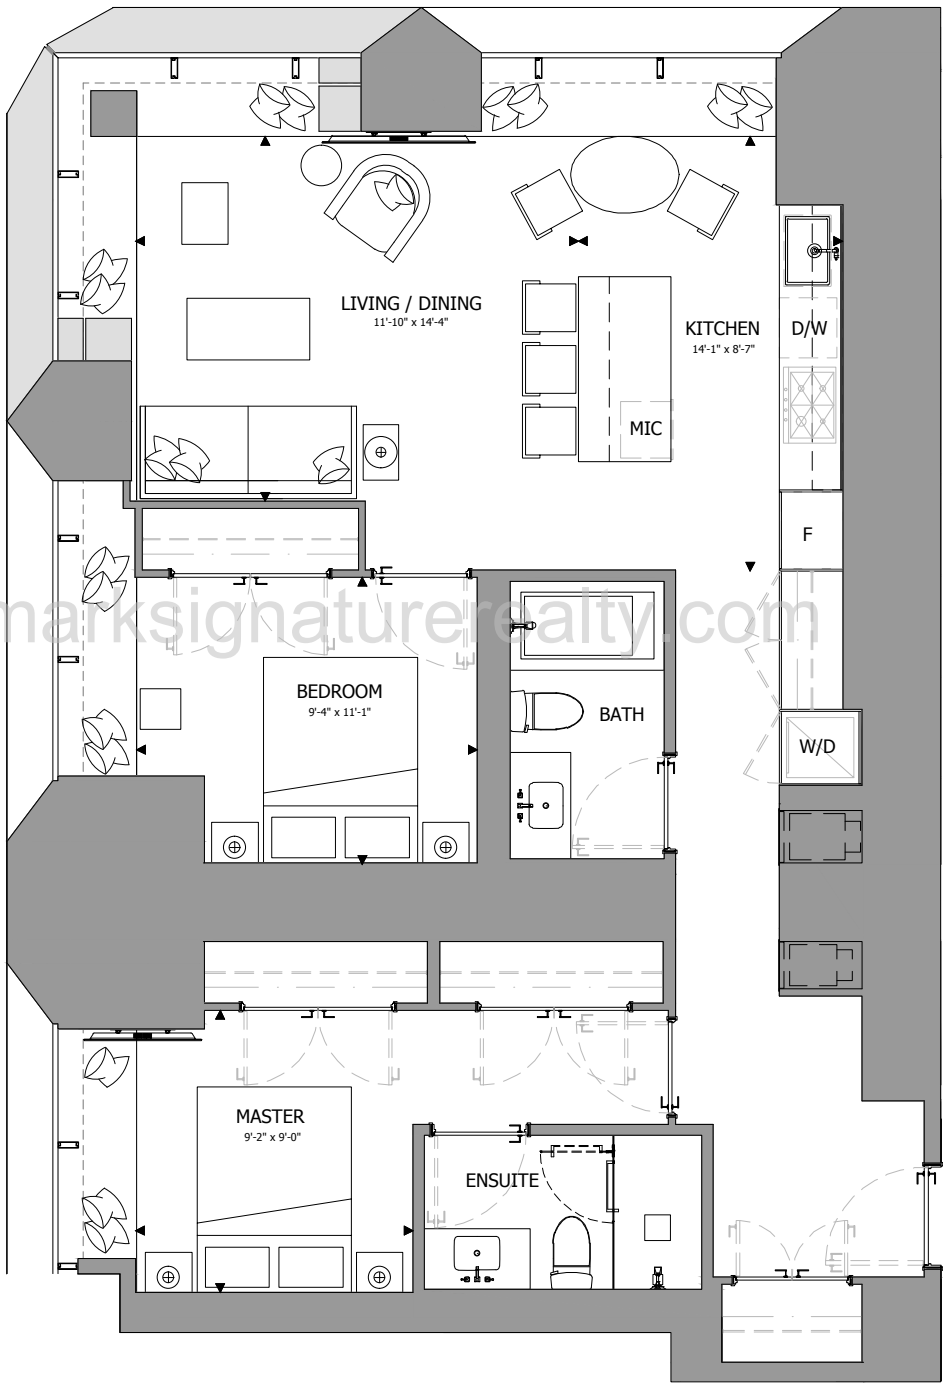 LIVING / DINING
11'-10" x 14'-4"
KITCHEN
14'-1" x 8'-7"
D/W
MIC
F
marksignaturerealty.com
BEDROOM
9'-4" x 11'-1"
BATH
W/D
MASTER
9'-2" x 9'-0"
ENSUITE